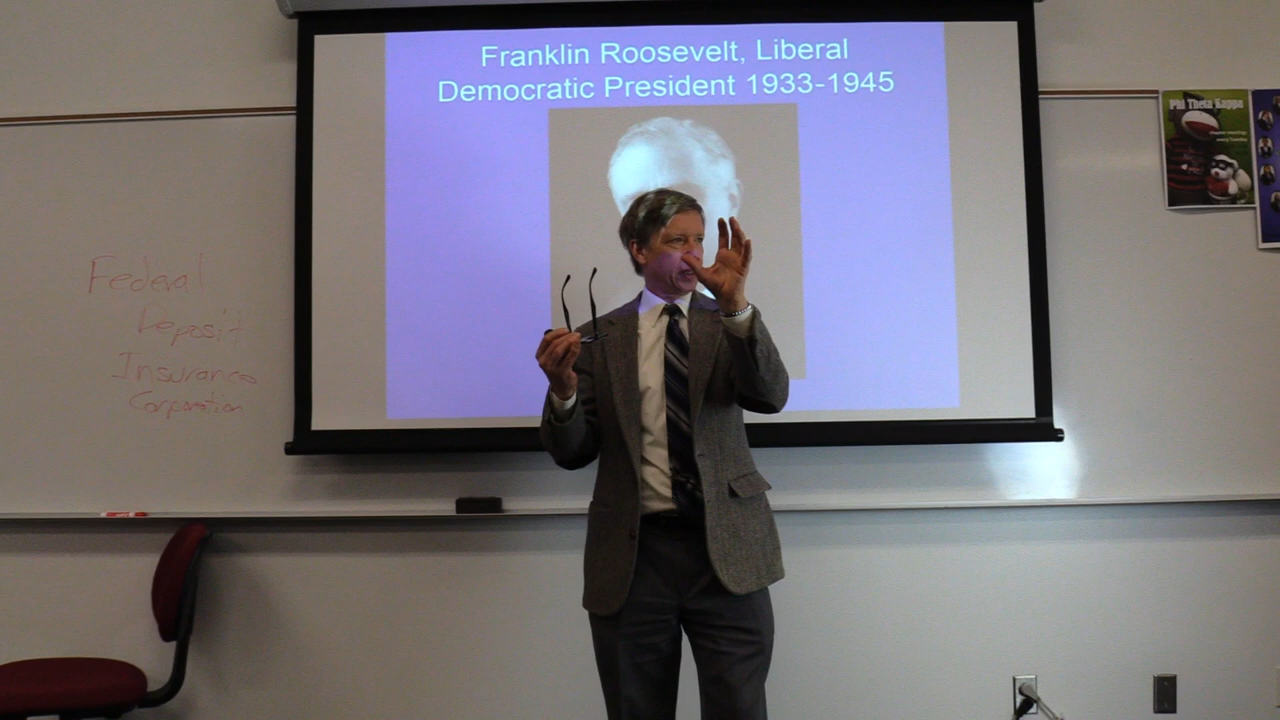 Franklin Roosevelt, Liberal
Democratic President 1933-1945
Federal
Deposit
Insurance
Corporation
Phi Theta Kappa